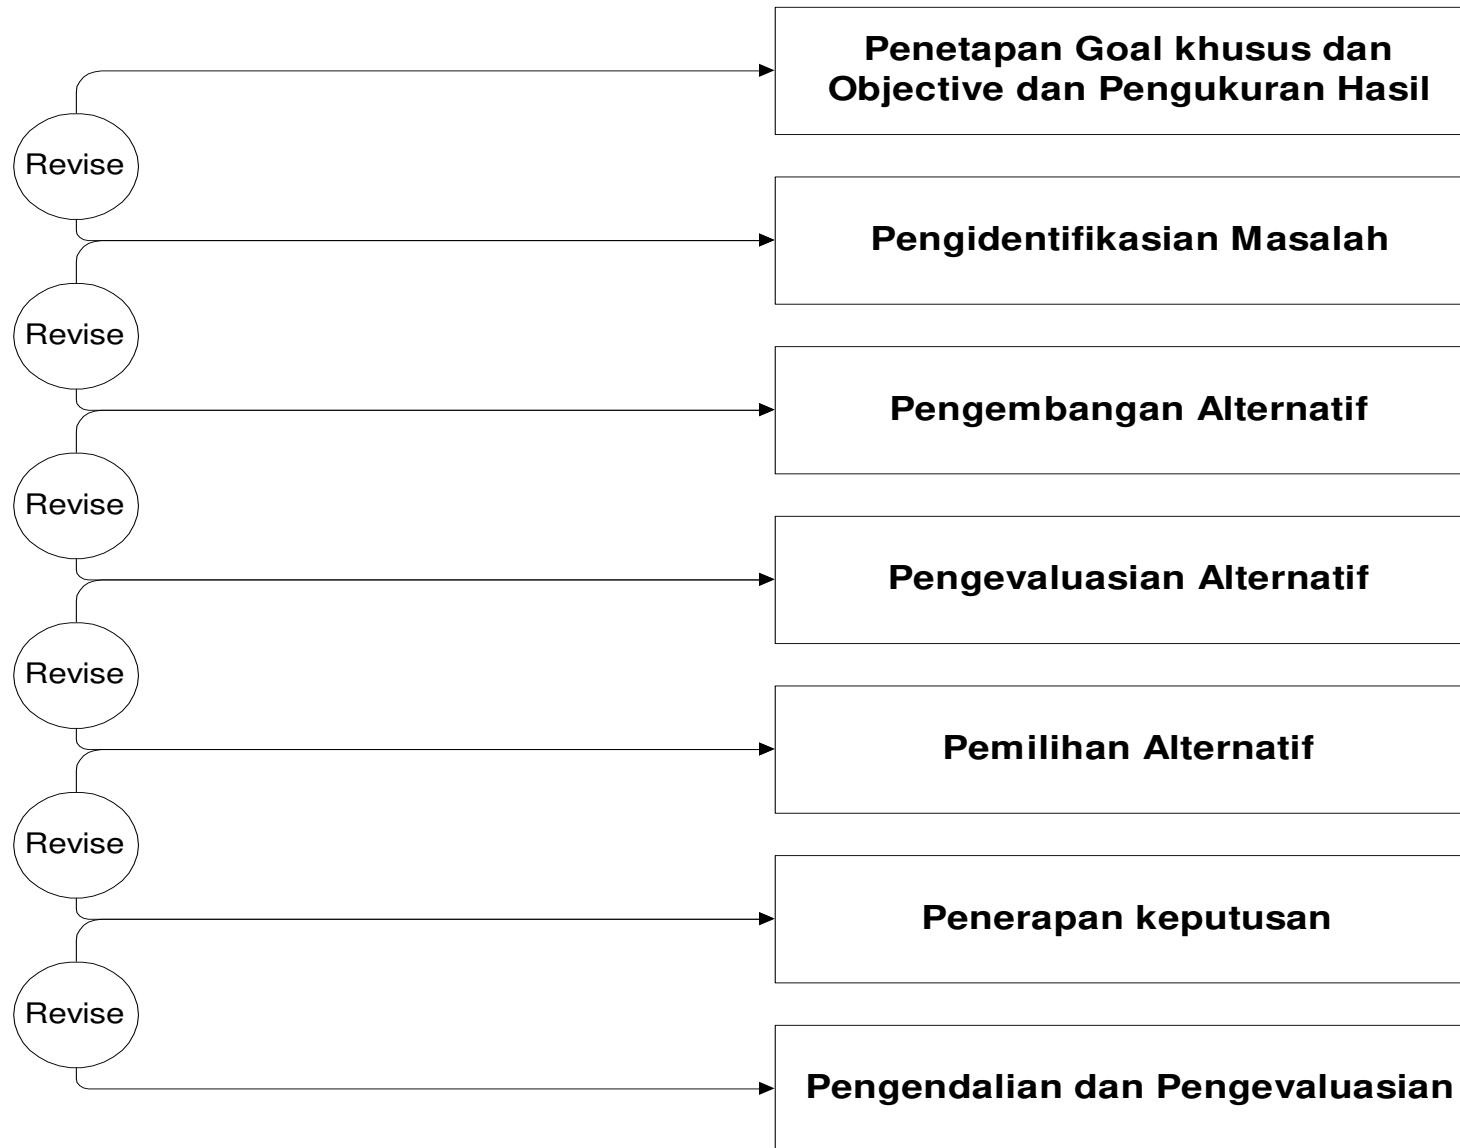 Penetapan Goal khusus dan
Objective dan Pengukuran Hasil
Revise
Pengidentifikasian Masalah
Revise
Pengembangan Alternatif
Revise
Pengevaluasian Alternatif
Revise
Pemilihan Alternatif
Revise
Penerapan keputusan
Revise
Pengendalian dan Pengevaluasian